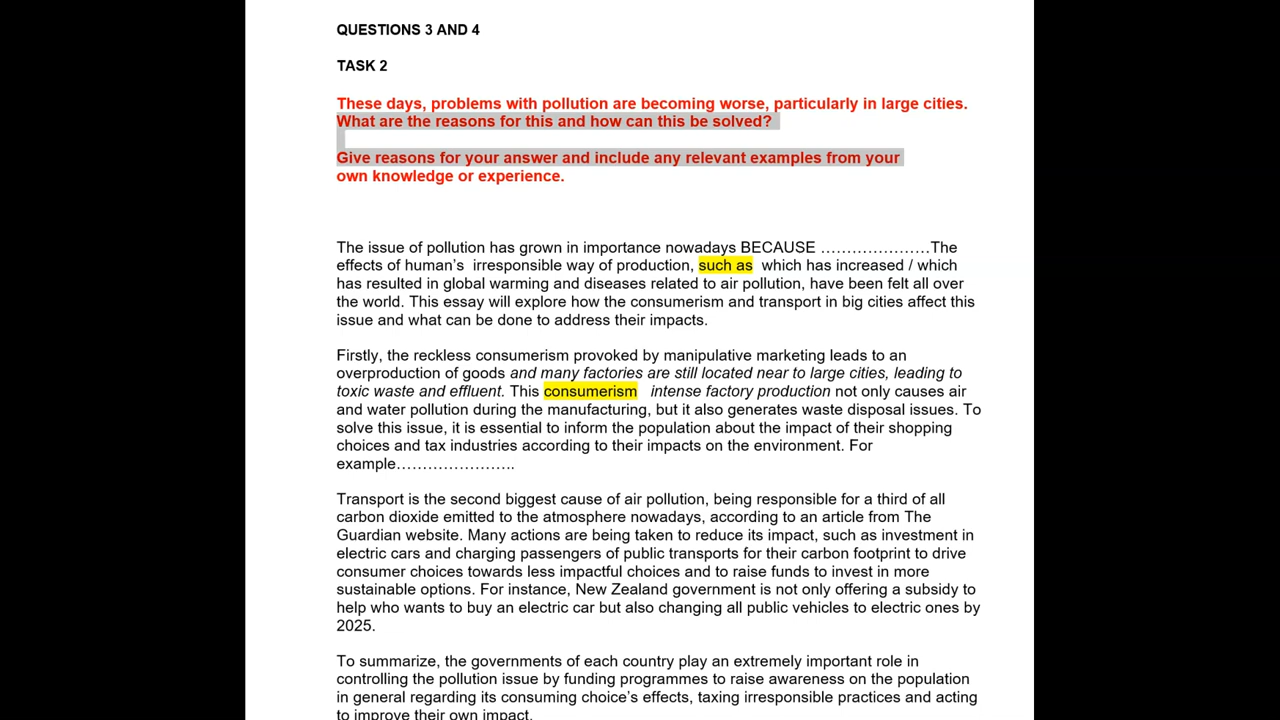 QUESTIONS 3 AND 4
TASK 2
These days, problems with pollution are becoming worse, particularly in large cities.
What are the reasons for this and how can this be solved?
Give reasons for your answer and include any relevant examples from your
own knowledge or experience.
The issue of pollution has grown in importance nowadays BECAUSE ………………….The
effects of human’s  irresponsible way of production, such as  which has increased / which
has resulted in global warming and diseases related to air pollution, have been felt all over
the world. This essay will explore how the consumerism and transport in big cities affect this
issue and what can be done to address their impacts.
Firstly, the reckless consumerism provoked by manipulative marketing leads to an
overproduction of goods and many factories are still located near to large cities, leading to
toxic waste and effluent. This consumerism   intense factory production not only causes air
and water pollution during the manufacturing, but it also generates waste disposal issues. To
solve this issue, it is essential to inform the population about the impact of their shopping
choices and tax industries according to their impacts on the environment. For
example…………………..
Transport is the second biggest cause of air pollution, being responsible for a third of all
carbon dioxide emitted to the atmosphere nowadays, according to an article from The
Guardian website. Many actions are being taken to reduce its impact, such as investment in
electric cars and charging passengers of public transports for their carbon footprint to drive
consumer choices towards less impactful choices and to raise funds to invest in more
sustainable options. For instance, New Zealand government is not only offering a subsidy to
help who wants to buy an electric car but also changing all public vehicles to electric ones by
2025.
To summarize, the governments of each country play an extremely important role in
controlling the pollution issue by funding programmes to raise awareness on the population
in general regarding its consuming choice’s effects, taxing irresponsible practices and acting
to improve their own impact.